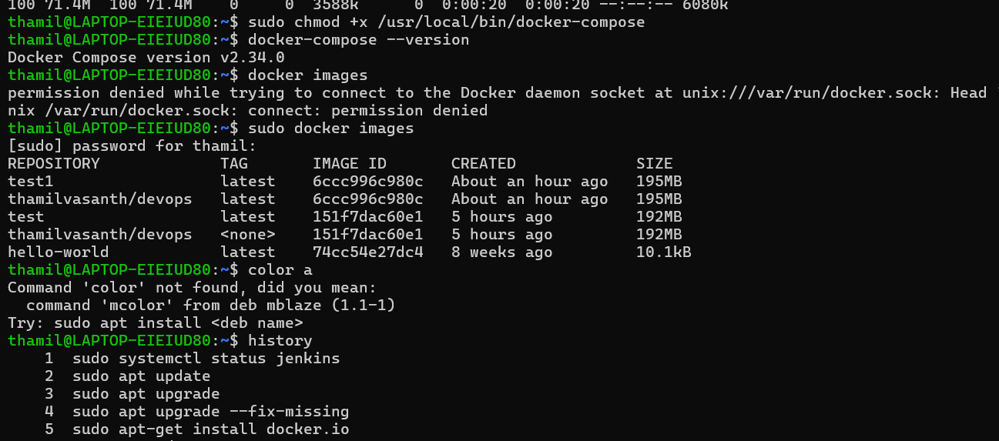 100 71.4M  100 71.4M    0     0  3588k      0  0:00:20  0:00:20 --:--:-- 6080k
thamil@LAPTOP-EIEIUD80:~$ sudo chmod +x /usr/local/bin/docker-compose
thamil@LAPTOP-EIEIUD80:~$ docker-compose --version
Docker Compose version v2.34.0
thamil@LAPTOP-EIEIUD80:~$ docker images
permission denied while trying to connect to the Docker daemon socket at unix:///var/run/docker.sock: Head
nix /var/run/docker.sock: connect: permission denied
thamil@LAPTOP-EIEIUD80:~$ sudo docker images
[sudo] password for thamil:
REPOSITORY             TAG       IMAGE ID       CREATED             SIZE
test1                  latest    6ccc996c980c   About an hour ago   195MB
thamilvasanth/devops   latest    6ccc996c980c   About an hour ago   195MB
test                   latest    151f7dac60e1   5 hours ago         192MB
thamilvasanth/devops   <none>    151f7dac60e1   5 hours ago         192MB
hello-world            latest    74cc54e27dc4   8 weeks ago         10.1kB
thamil@LAPTOP-EIEIUD80:~$ color a
Command 'color' not found, did you mean:
  command 'mcolor' from deb mblaze (1.1-1)
Try: sudo apt install <deb name>
thamil@LAPTOP-EIEIUD80:~$ history
    1  sudo systemctl status jenkins
    2  sudo apt update
    3  sudo apt upgrade
    4  sudo apt upgrade --fix-missing
    5  sudo apt-get install docker.io